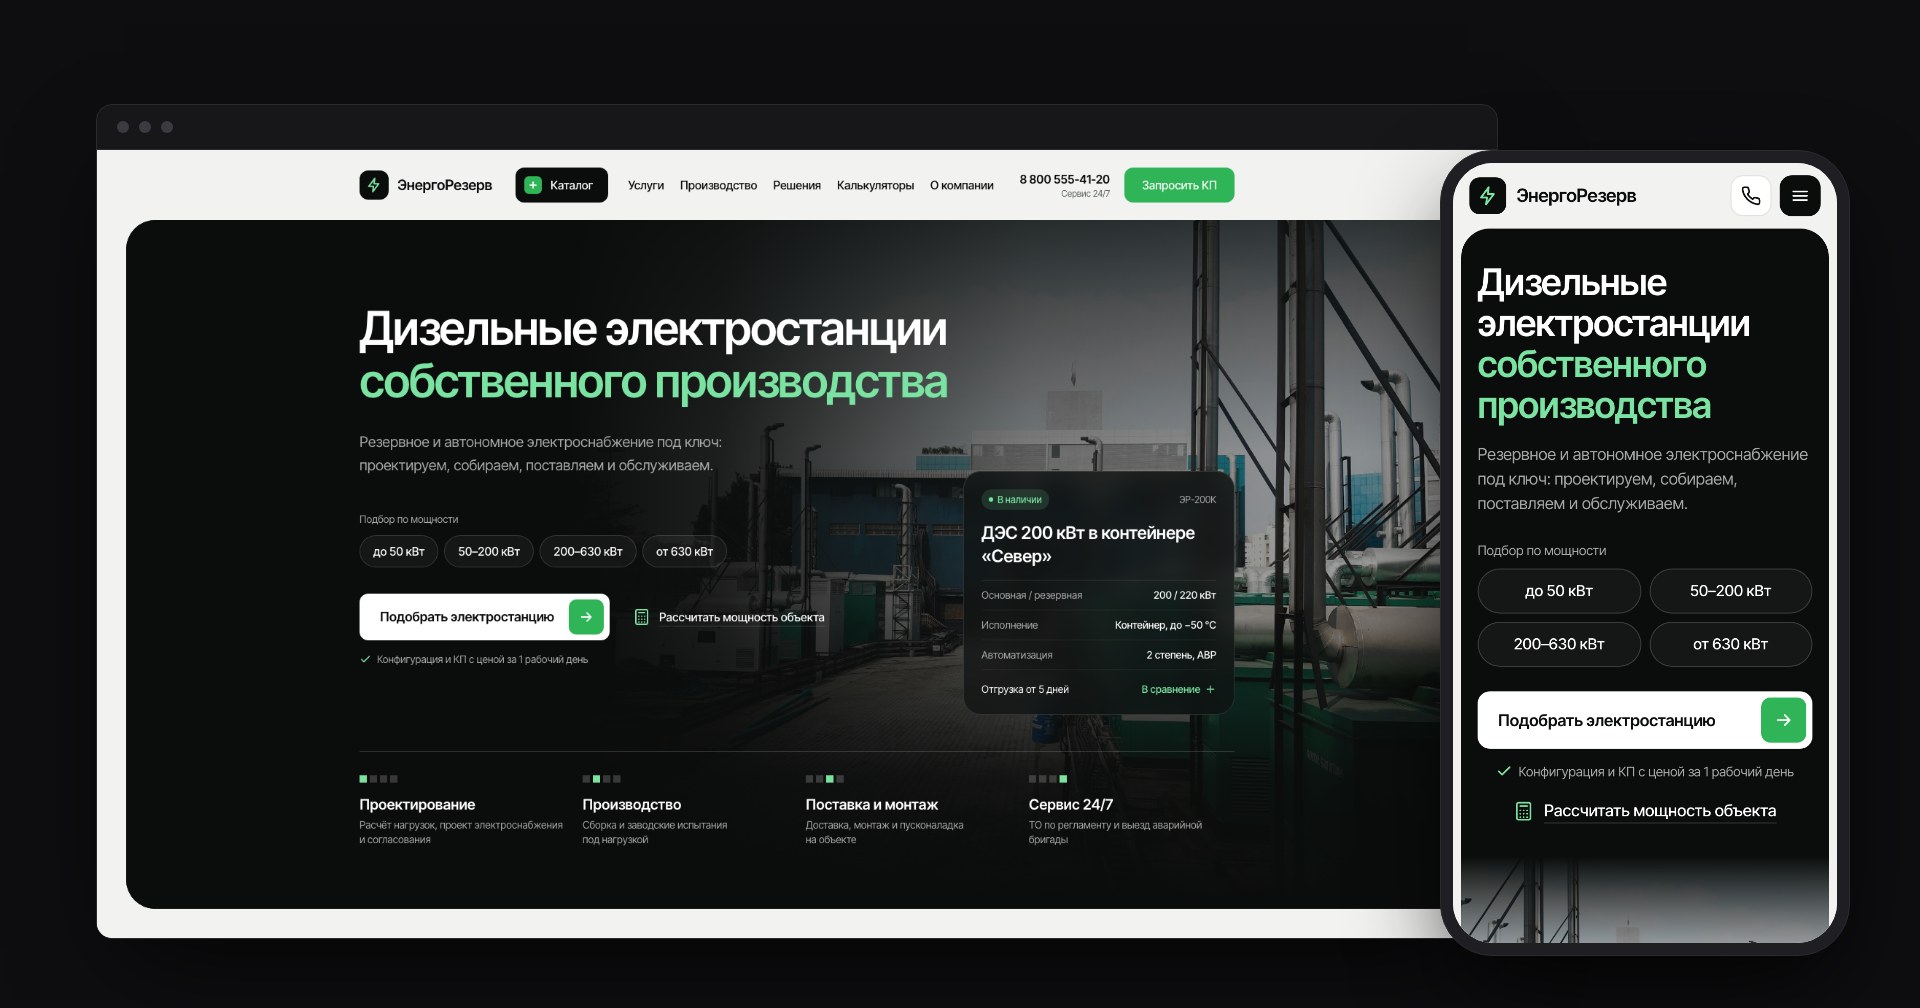 ЭнергоРезерв
Каталог
Услуги
Производство
Решения
Калькуляторы
О компании
8 800 555-41-20
Сервис 24/7
Запросить КП
Дизельные электростанции
собственного производства
Резервное и автономное электроснабжение под ключ:
проектируем, собираем, поставляем и обслуживаем.
Подбор по мощности
до 50 кВт
50–200 кВт
200–630 кВт
от 630 кВт
Подобрать электростанцию
Рассчитать мощность объекта
Конфигурация и КП с ценой за 1 рабочий день
В наличии
ЭР-200К
ДЭС 200 кВт в контейнере
«Север»
Основная / резервная 200 / 220 кВт
Исполнение Контейнер, до −50 °C
Автоматизация 2 степень, АВР
Отгрузка от 5 дней В сравнение +
Проектирование
Расчёт нагрузок, проект электроснабжения
и согласования
Производство
Сборка и заводские испытания
под нагрузкой
Поставка и монтаж
Доставка, монтаж и пусконаладка
на объекте
Сервис 24/7
ТО по регламенту и выезд аварийной
бригады
ЭнергоРезерв
Дизельные
электростанции
собственного
производства
Резервное и автономное электроснабжение
под ключ: проектируем, собираем,
поставляем и обслуживаем.
Подбор по мощности
до 50 кВт
50–200 кВт
200–630 кВт
от 630 кВт
Подобрать электростанцию
Конфигурация и КП с ценой за 1 рабочий день
Рассчитать мощность объекта